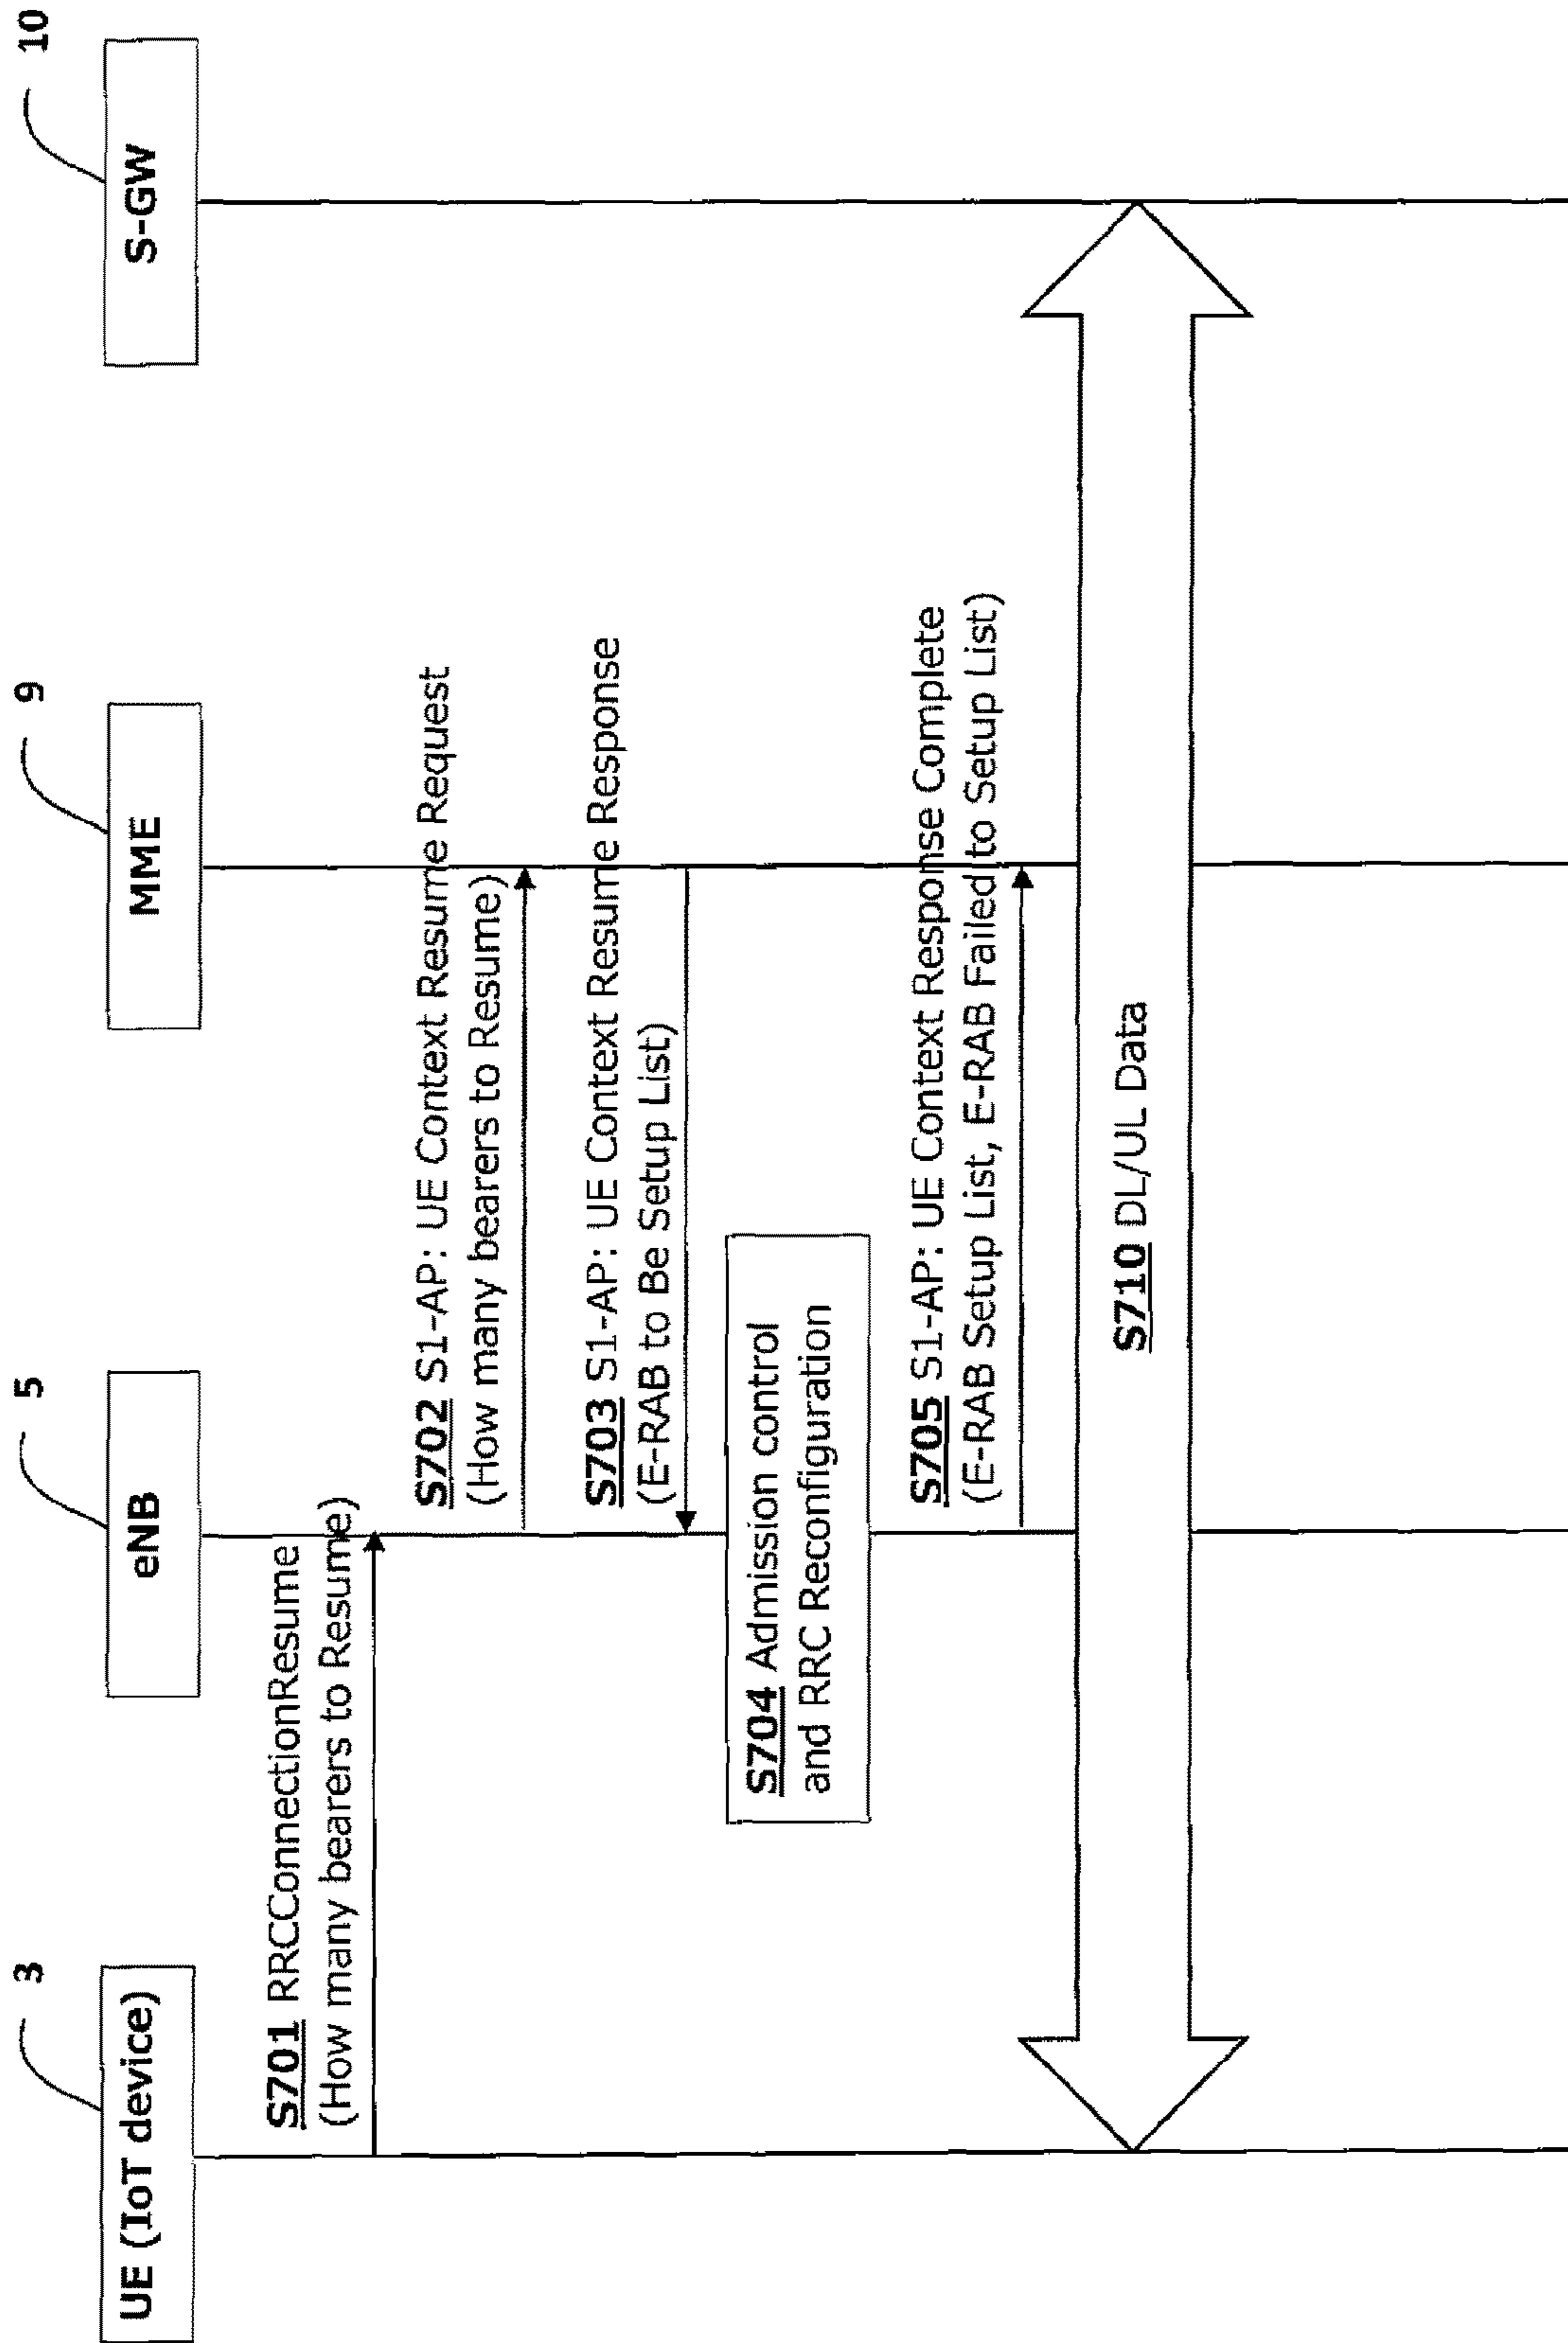 3
5
9
10
UE (IoT device)
eNB
MME
S-GW
S701 RRCConnectionResume
(How many bearers to Resume)
S702 S1-AP: UE Context Resume Request
(How many bearers to Resume)
S703 S1-AP: UE Context Resume Response
(E-RAB to Be Setup List)
S704 Admission control
and RRC Reconfiguration
S705 S1-AP: UE Context Response Complete
(E-RAB Setup List, E-RAB Failed to Setup List)
S710 DL/UL Data